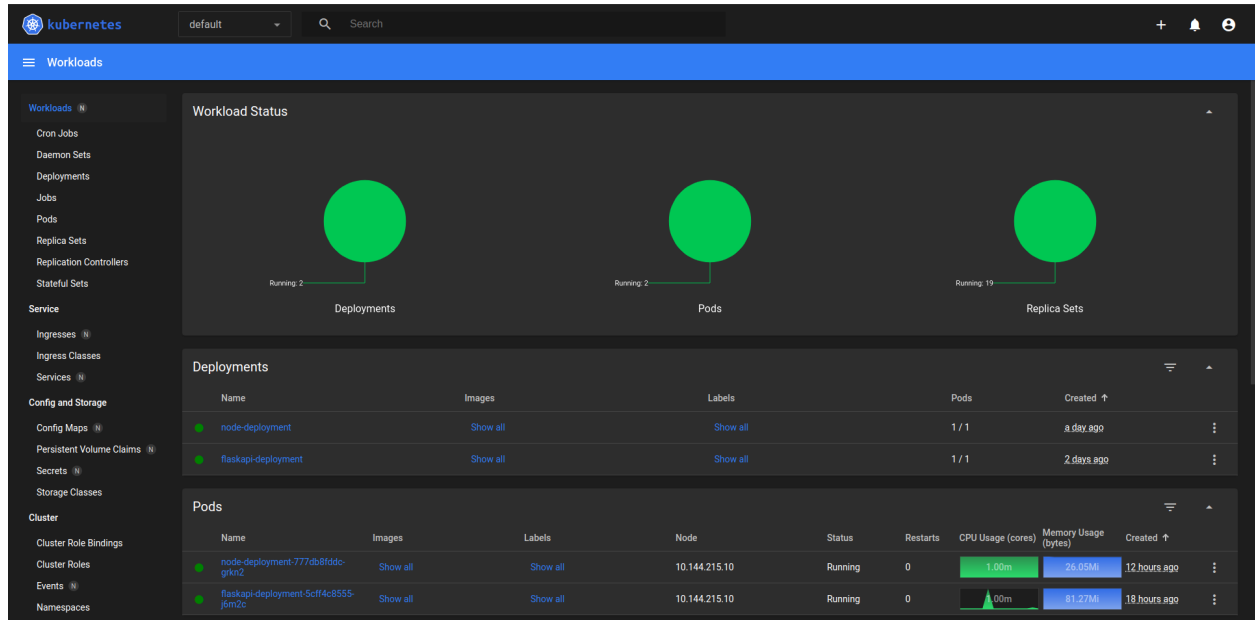 kubernetes
default
Search
Workloads
Workloads N
Cron Jobs
Daemon Sets
Deployments
Jobs
Pods
Replica Sets
Replication Controllers
Stateful Sets
Service
Ingresses N
Ingress Classes
Services N
Config and Storage
Config Maps N
Persistent Volume Claims N
Secrets N
Storage Classes
Cluster
Cluster Role Bindings
Cluster Roles
Events N
Namespaces
Workload Status
Running: 2
Running: 2
Running: 19
Deployments
Pods
Replica Sets
Deployments
Name Images Labels Pods Created ↑
node-deployment Show all Show all 1 / 1 a day ago
flaskapi-deployment Show all Show all 1 / 1 2 days ago
Pods
Name Images Labels Node Status Restarts CPU Usage (cores) Memory Usage (bytes) Created ↑
node-deployment-777db8fddc-
grkn2 Show all Show all 10.144.215.10 Running 0 1.00m 26.05Mi 12 hours ago
flaskapi-deployment-5cff4c8555-
j6m2c Show all Show all 10.144.215.10 Running 0 1.00m 81.27Mi 18 hours ago